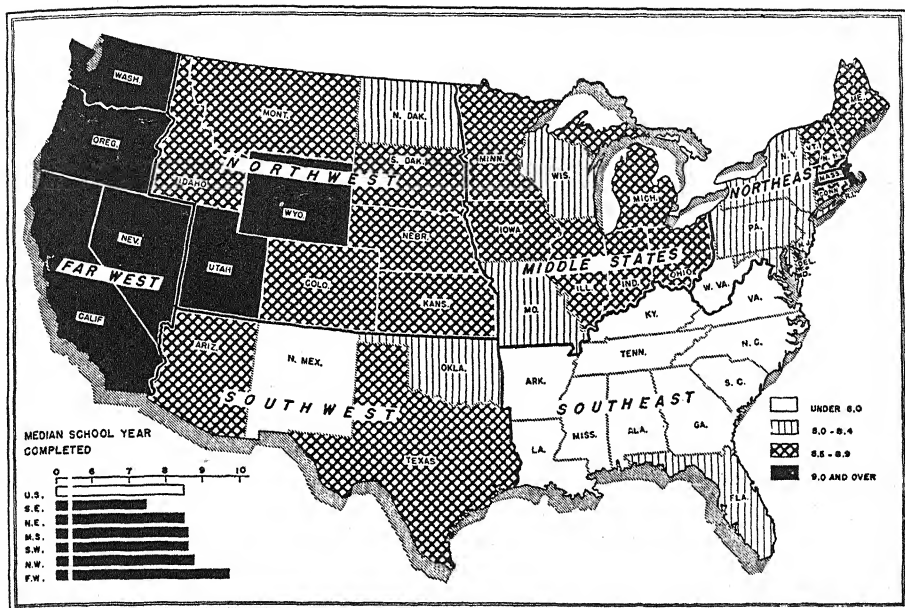 WASH.
OREG.
MONT.
N. DAK.
MINN.
IDAHO
S. DAK.
WIS.
MICH.
N.Y.
VT.
N.H.
ME.
MASS.
CONN.
NORTHWEST
NORTHEAST
WYO.
NEV.
UTAH
NEBR.
IOWA
PA.
FAR WEST
MIDDLE STATES
CALIF
COLO.
KANS.
MO.
ILL.
IND.
OHIO
W. VA.
VA.
KY.
ARIZ.
N. MEX.
OKLA.
ARK.
TENN.
N. C.
S. C.
SOUTHWEST
SOUTHEAST
TEXAS
LA.
MISS.
ALA.
GA.
FLA.
UNDER 8.0
8.0 - 8.4
8.5 - 8.9
9.0 AND OVER
MEDIAN SCHOOL YEAR
COMPLETED
0 6 7 8 9 10
U.S.
S.E.
N.E.
M.S.
S.W.
N.W.
F.W.